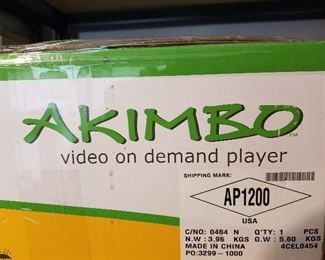 AKIMBO™
video on demand player
SHIPPING MARK:
AP1200
USA
C/NO: 0464 N Q'TY: 1 PCS
N.W: 3.96 KGS G.W: 5.60 KGS
MADE IN CHINA 4CEL0454
PO:3299-1000